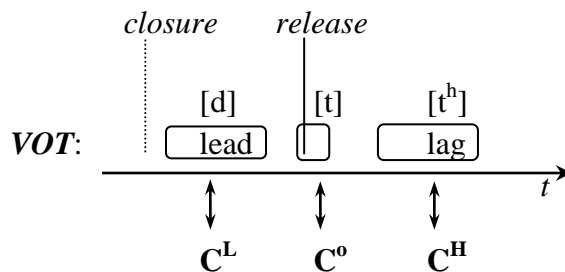 closure release
[d] [t] [tʰ]
VOT: lead lag
t
Cᴸ Cᵒ Cᴴ